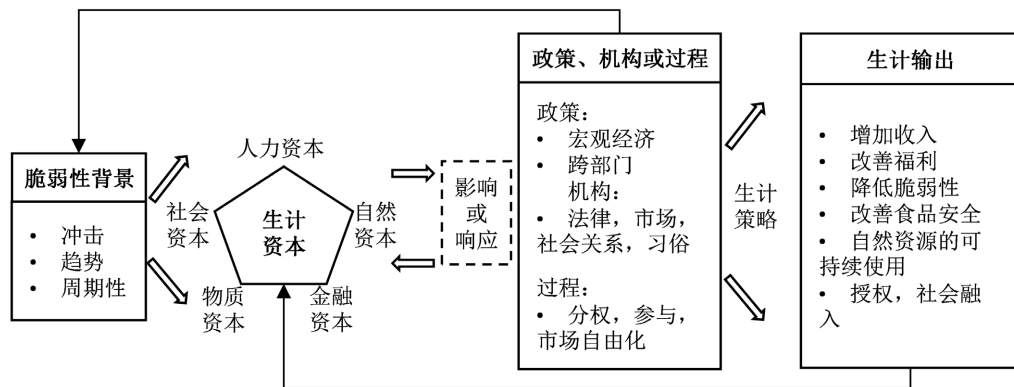 脆弱性背景
• 冲击
• 趋势
• 周期性
人力资本
社会
资本
生计
资本
自然
资本
物质
资本
金融
资本
影响
或
响应
政策、机构或过程
政策：
• 宏观经济
• 跨部门
机构：
• 法律，市场，
社会关系，习俗
过程：
• 分权，参与，
市场自由化
生计
策略
生计输出
• 增加收入
• 改善福利
• 降低脆弱性
• 改善食品安全
• 自然资源的可
持续使用
• 授权，社会融
入